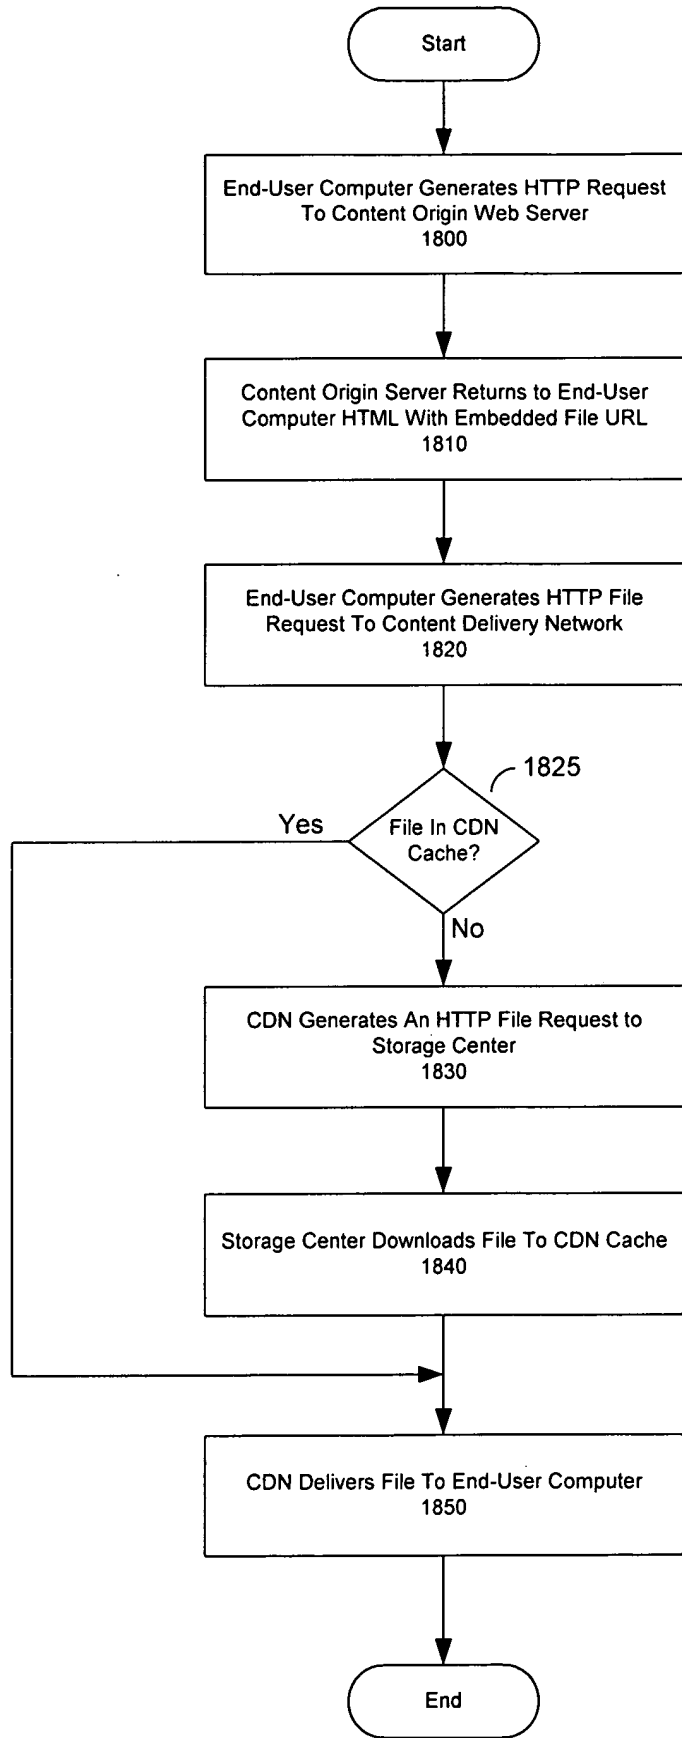 Start
End-User Computer Generates HTTP Request
To Content Origin Web Server
1800
Content Origin Server Returns to End-User
Computer HTML With Embedded File URL
1810
End-User Computer Generates HTTP File
Request To Content Delivery Network
1820
1825
Yes
File In CDN
Cache?
No
CDN Generates An HTTP File Request to
Storage Center
1830
Storage Center Downloads File To CDN Cache
1840
CDN Delivers File To End-User Computer
1850
End